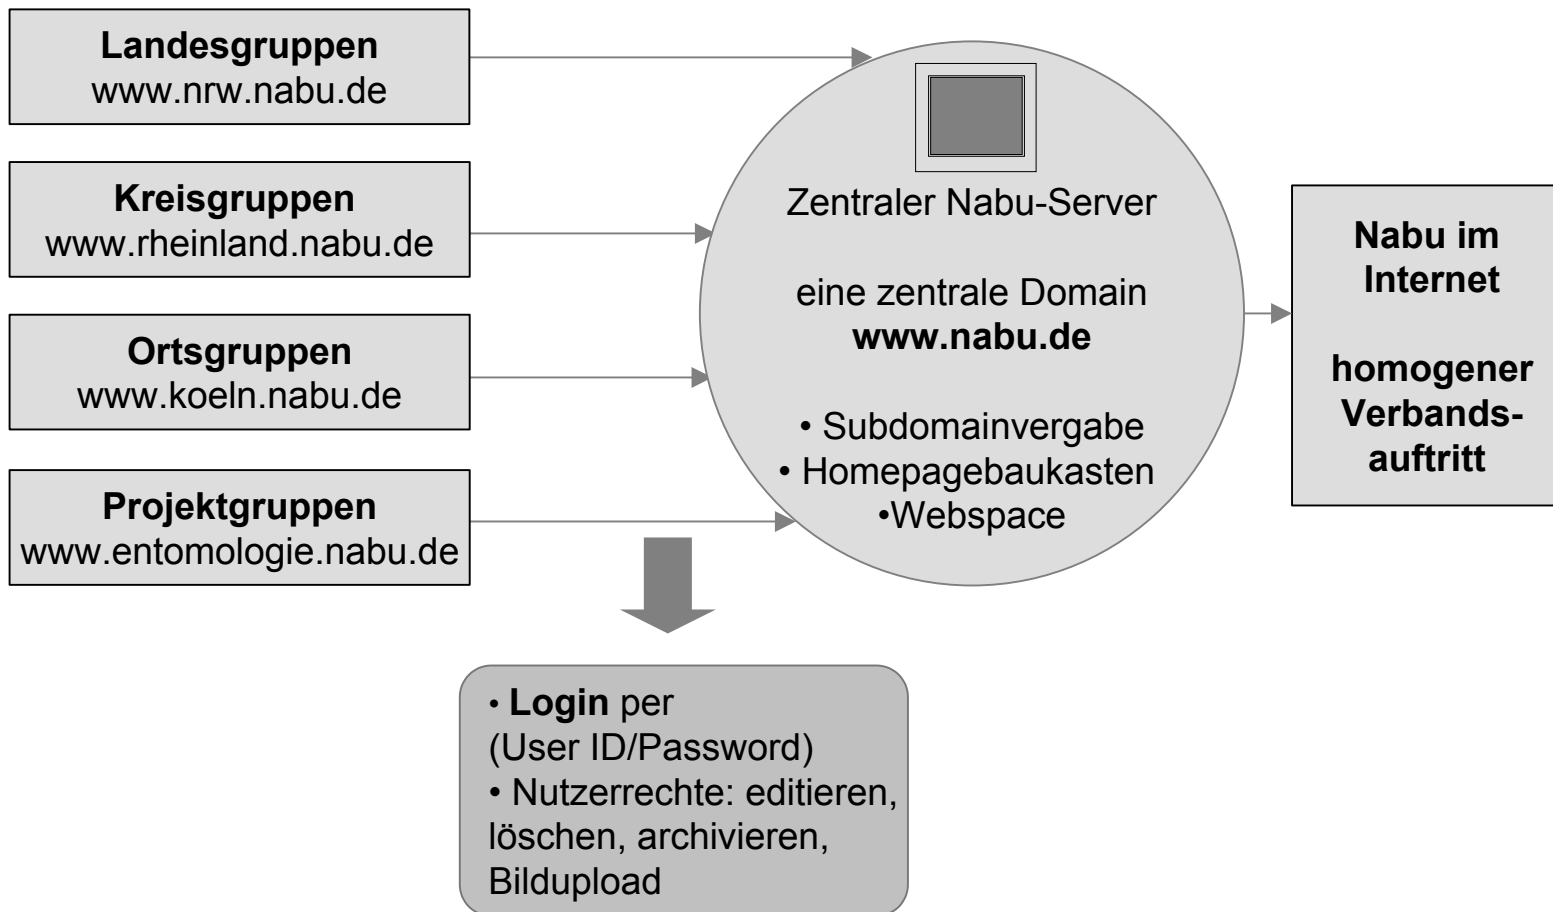 Landesgruppen
www.nrw.nabu.de
Kreisgruppen
www.rheinland.nabu.de
Ortsgruppen
www.koeln.nabu.de
Projektgruppen
www.entomologie.nabu.de
Zentraler Nabu-Server
eine zentrale Domain
www.nabu.de
• Subdomainvergabe
• Homepagebaukasten
•Webspace
Nabu im
Internet
homogener
Verbands-
auftritt
• Login per
(User ID/Password)
• Nutzerrechte: editieren,
löschen, archivieren,
Bildupload